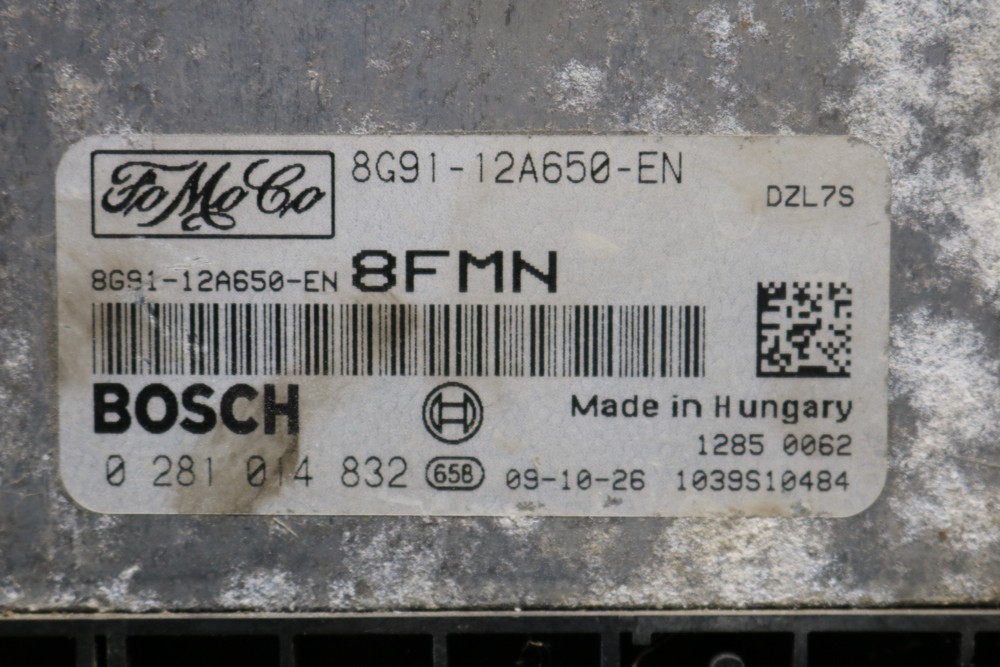 FoMoCo 8G91-12A650-EN
DZL7S
8G91-12A650-EN 8FMN
BOSCH
Made in Hungary
1285 0062
0 281 014 832 658 09-10-26 1039S10484